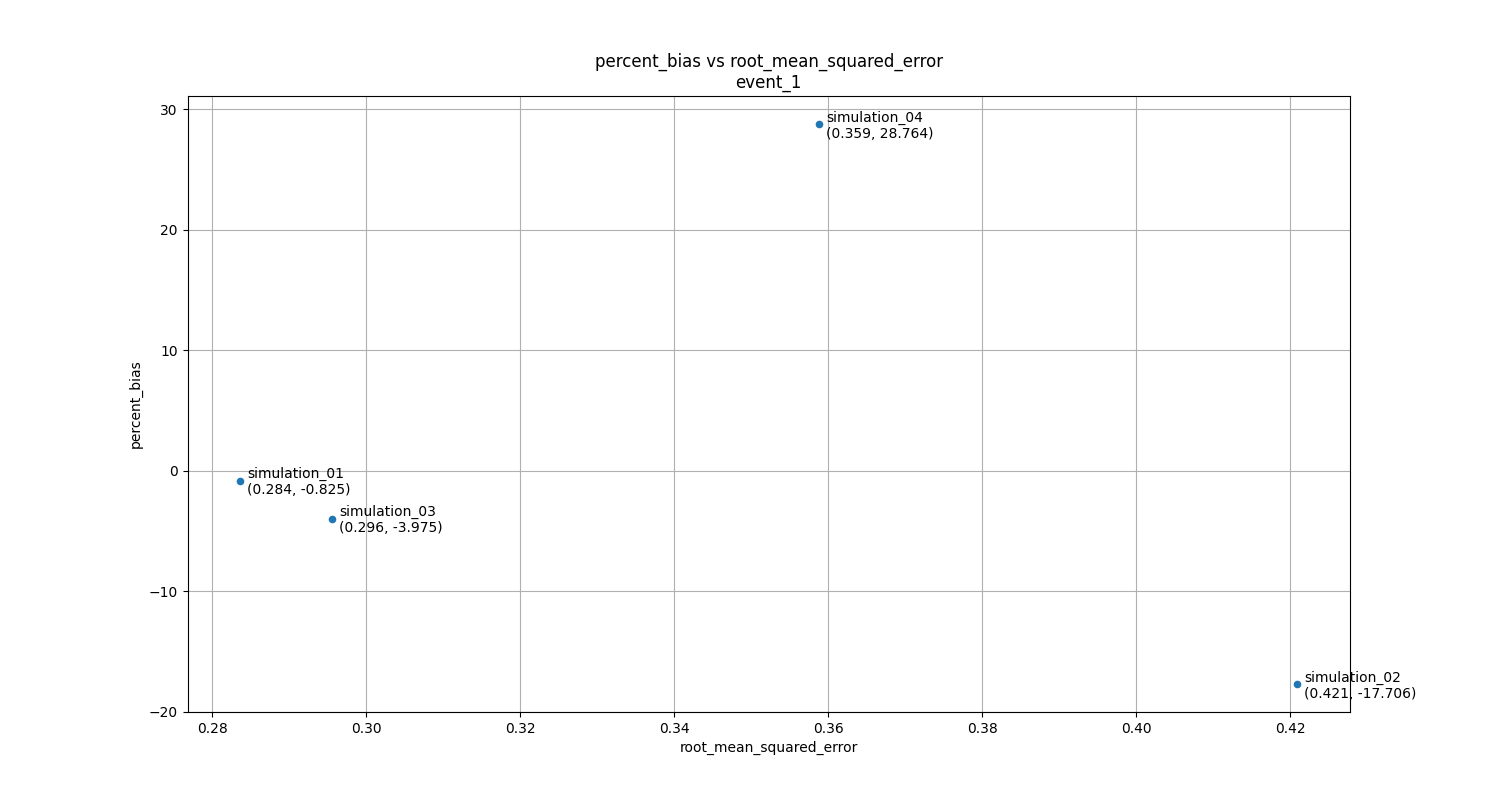 percent_bias vs root_mean_squared_error
event_1
30
20
10
0
−10
−20
percent_bias
simulation_04
(0.359, 28.764)
simulation_01
(0.284, -0.825)
simulation_03
(0.296, -3.975)
simulation_02
(0.421, -17.706)
0.28 0.30 0.32 0.34 0.36 0.38 0.40 0.42
root_mean_squared_error